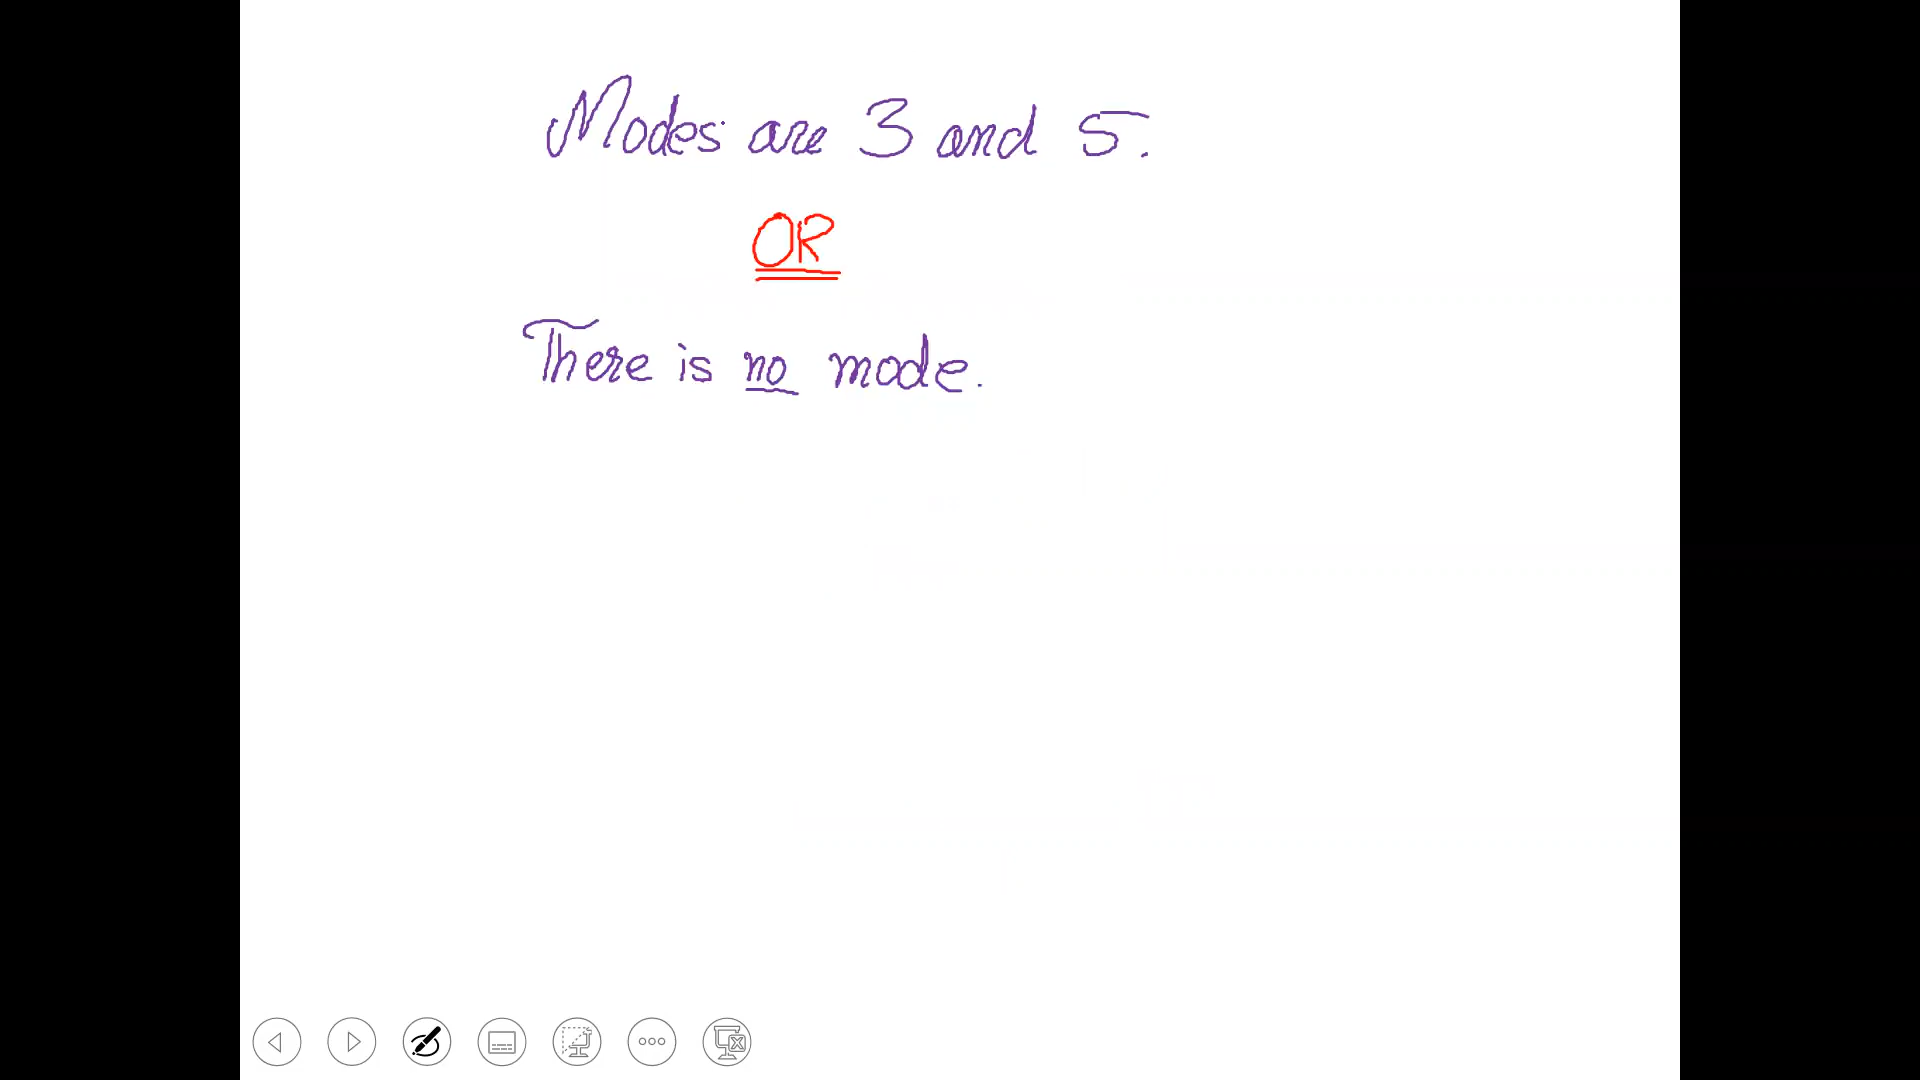 Modes are 3 and 5.
OR
There is no mode.